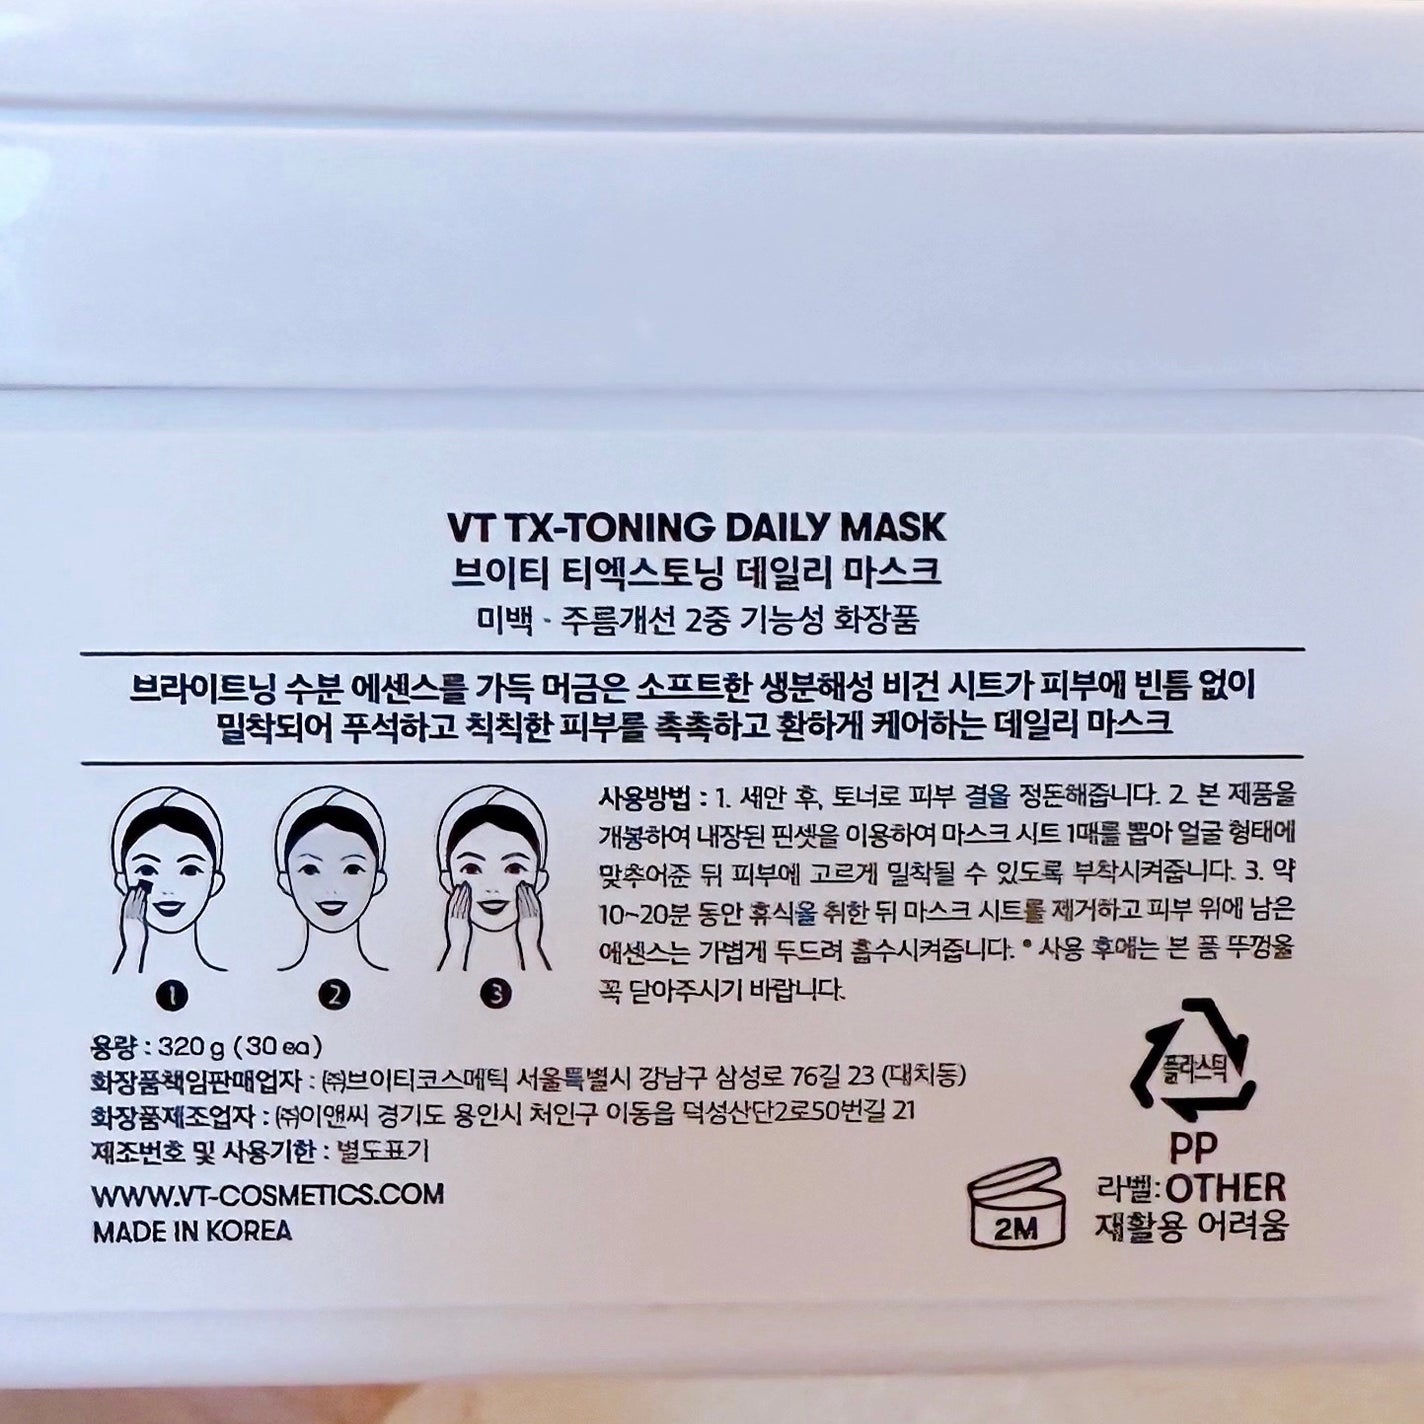 VT TX-TONING DAILY MASK
브이티 티엑스토닝 데일리 마스크
미백 · 주름개선 2중 기능성 화장품
브라이트닝 수분 에센스를 가득 머금은 소프트한 생분해성 비건 시트가 피부에 빈틈 없이
밀착되어 푸석하고 칙칙한 피부를 촉촉하고 환하게 케어하는 데일리 마스크
사용방법 : 1. 세안 후, 토너로 피부 결을 정돈해줍니다. 2. 본 제품을
개봉하여 내장된 핀셋을 이용하여 마스크 시트 1매를 뽑아 얼굴 형태에
맞추어준 뒤 피부에 고르게 밀착될 수 있도록 부착시켜줍니다. 3. 약
10~20분 동안 휴식을 취한 뒤 마스크 시트를 제거하고 피부 위에 남은
에센스는 가볍게 두드려 흡수시켜줍니다. * 사용 후에는 본 품 뚜껑을
꼭 닫아주시기 바랍니다.
1 2 3
용량 : 320 g (30 ea)
화장품책임판매업자 : ㈜브이티코스메틱 서울특별시 강남구 삼성로 76길 23 (대치동)
화장품제조업자 : ㈜이앤씨 경기도 용인시 처인구 이동읍 덕성산단2로50번길 21
제조번호 및 사용기한 : 별도표기
WWW.VT-COSMETICS.COM
MADE IN KOREA
2M
플라스틱
PP
라벨:OTHER
재활용 어려움